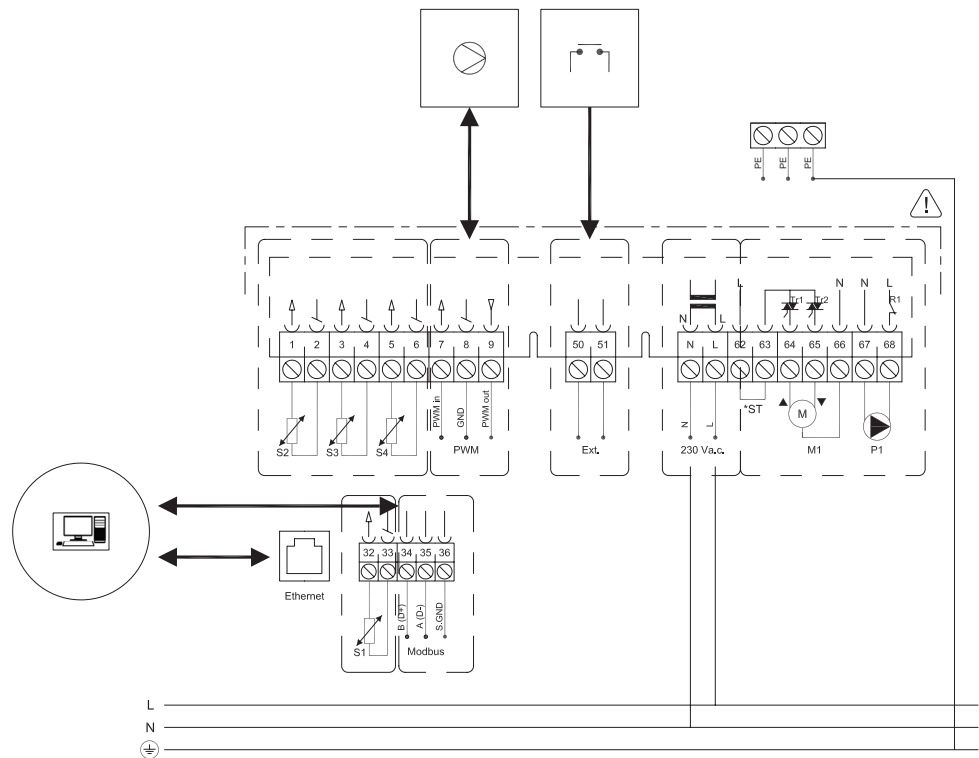 PE PE PE
L N N L
Tr1 Tr2 R1
N L
1 2 3 4 5 6 7 8 9 50 51 N L 62 63 64 65 66 67 68
PWM in GND PWM out N L
*ST M
S2 S3 S4 PWM Ext. 230 Va.c. M1 P1
32 33 34 35 36
Ethernet
B (D+) A (D-) S.GND
S1 Modbus
L
N